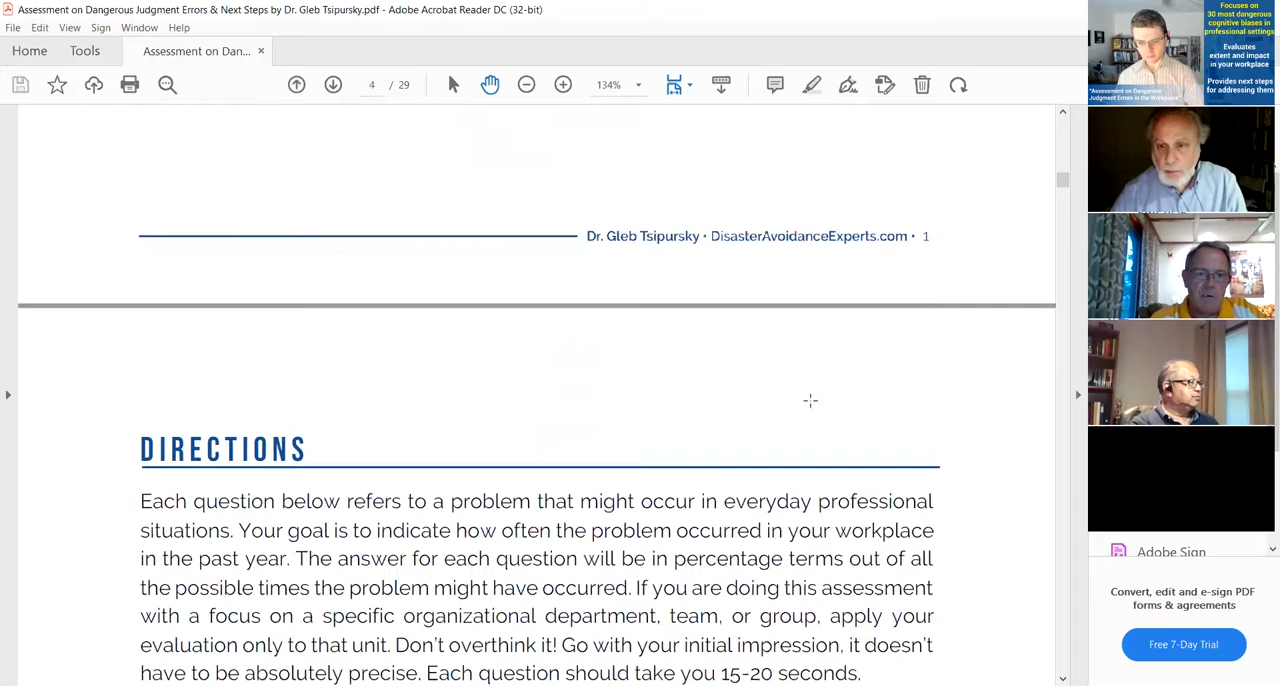 Assessment on Dangerous Judgment Errors & Next Steps by Dr. Gleb Tsipursky.pdf - Adobe Acrobat Reader DC (32-bit)
File Edit View Sign Window Help
Home Tools Assessment on Dan... ×
4 / 29 134%
Dr. Gleb Tsipursky · DisasterAvoidanceExperts.com · 1
DIRECTIONS
Each question below refers to a problem that might occur in everyday professional
situations. Your goal is to indicate how often the problem occurred in your workplace
in the past year. The answer for each question will be in percentage terms out of all
the possible times the problem might have occurred. If you are doing this assessment
with a focus on a specific organizational department, team, or group, apply your
evaluation only to that unit. Don't overthink it! Go with your initial impression, it doesn't
have to be absolutely precise. Each question should take you 15-20 seconds.
Focuses on
30 most dangerous
cognitive biases in
professional settings
Evaluates
extent and impact
in your workplace
Provides next steps
for addressing them
"Assessment on Dangerous
Judgment Errors in the Workplace"
Adobe Sign
Convert, edit and e-sign PDF
forms & agreements
Free 7-Day Trial